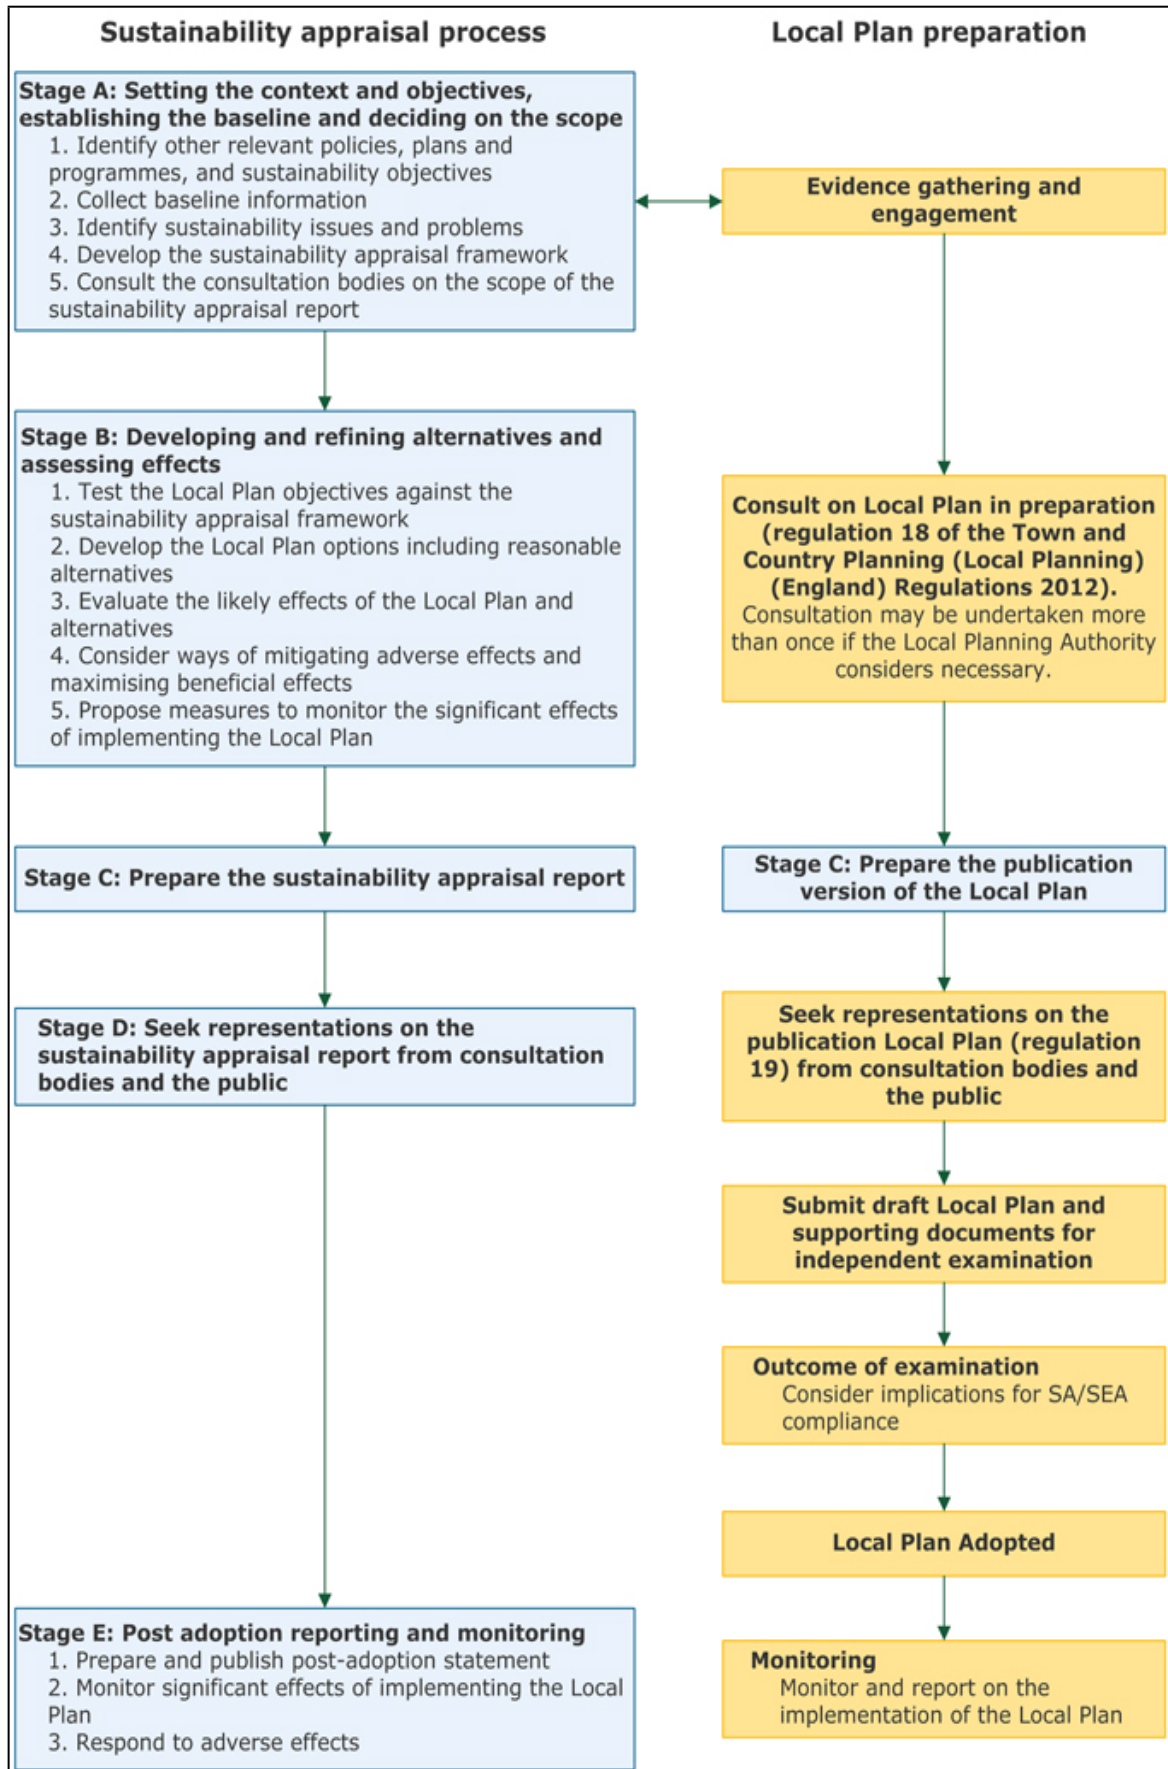 Sustainability appraisal process
Local Plan preparation
Stage A: Setting the context and objectives,
establishing the baseline and deciding on the scope
1. Identify other relevant policies, plans and
programmes, and sustainability objectives
2. Collect baseline information
3. Identify sustainability issues and problems
4. Develop the sustainability appraisal framework
5. Consult the consultation bodies on the scope of the
sustainability appraisal report
Evidence gathering and
engagement
Stage B: Developing and refining alternatives and
assessing effects
1. Test the Local Plan objectives against the
sustainability appraisal framework
2. Develop the Local Plan options including reasonable
alternatives
3. Evaluate the likely effects of the Local Plan and
alternatives
4. Consider ways of mitigating adverse effects and
maximising beneficial effects
5. Propose measures to monitor the significant effects
of implementing the Local Plan
Consult on Local Plan in preparation
(regulation 18 of the Town and
Country Planning (Local Planning)
(England) Regulations 2012).
Consultation may be undertaken more
than once if the Local Planning Authority
considers necessary.
Stage C: Prepare the sustainability appraisal report
Stage C: Prepare the publication
version of the Local Plan
Stage D: Seek representations on the
sustainability appraisal report from consultation
bodies and the public
Seek representations on the
publication Local Plan (regulation
19) from consultation bodies and
the public
Submit draft Local Plan and
supporting documents for
independent examination
Outcome of examination
Consider implications for SA/SEA
compliance
Local Plan Adopted
Stage E: Post adoption reporting and monitoring
1. Prepare and publish post-adoption statement
2. Monitor significant effects of implementing the Local
Plan
3. Respond to adverse effects
Monitoring
Monitor and report on the
implementation of the Local Plan